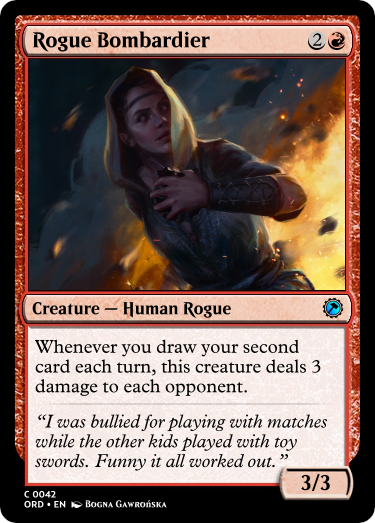 Rogue Bombardier 2
Creature — Human Rogue
Whenever you draw your second
card each turn, this creature deals 3
damage to each opponent.
“I was bullied for playing with matches
while the other kids played with toy
swords. Funny it all worked out.”
3/3
C 0042
ORD • EN Bogna Gawrońska